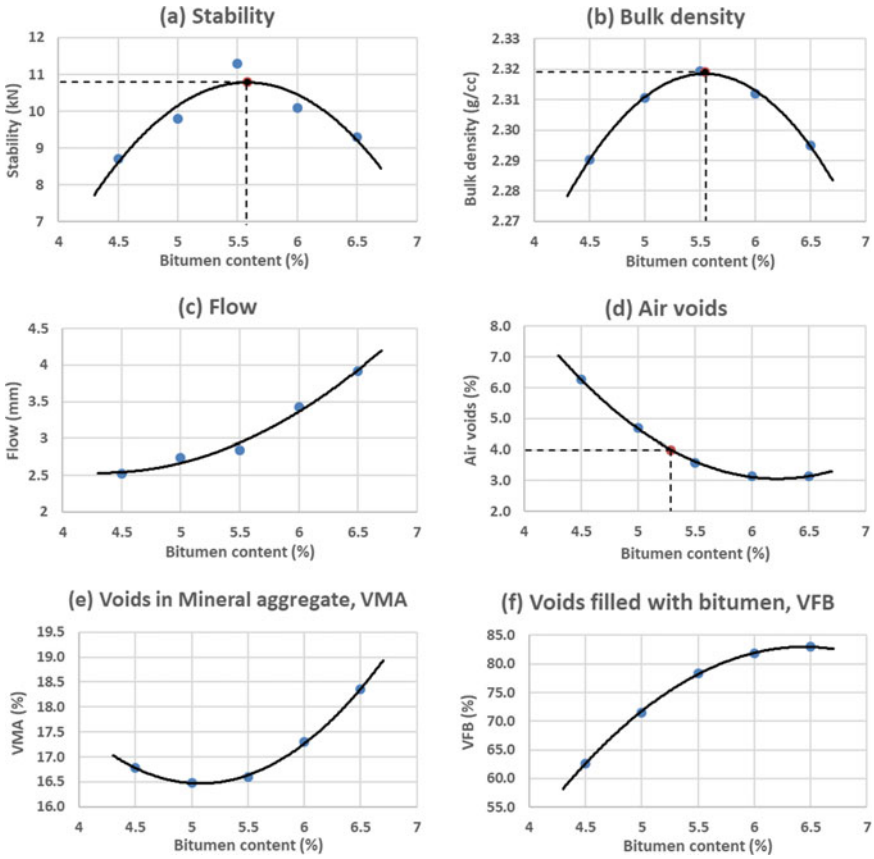 (a) Stability
Stability (kN)
12
11
10
9
8
7
4 4.5 5 5.5 6 6.5 7
Bitumen content (%)
(b) Bulk density
Bulk density (g/cc)
2.33
2.32
2.31
2.30
2.29
2.28
2.27
4 4.5 5 5.5 6 6.5 7
Bitumen content (%)
(c) Flow
Flow (mm)
4.5
4
3.5
3
2.5
2
4 4.5 5 5.5 6 6.5 7
Bitumen content (%)
(d) Air voids
Air voids (%)
8.0
7.0
6.0
5.0
4.0
3.0
2.0
4 4.5 5 5.5 6 6.5 7
Bitumen content (%)
(e) Voids in Mineral aggregate, VMA
VMA (%)
19.5
19.0
18.5
18.0
17.5
17.0
16.5
16.0
4 4.5 5 5.5 6 6.5 7
Bitumen content (%)
(f) Voids filled with bitumen, VFB
VFB (%)
85.0
80.0
75.0
70.0
65.0
60.0
55.0
4 4.5 5 5.5 6 6.5 7
Bitumen content (%)